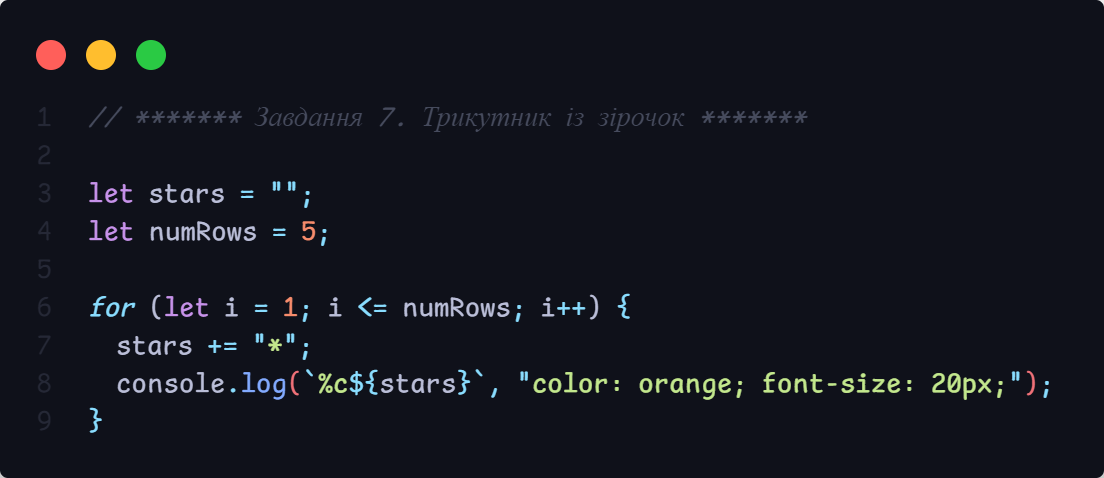 1 // ******* Завдання 7. Трикутник із зірочок *******
2
3 let stars = "";
4 let numRows = 5;
5
6 for (let i = 1; i <= numRows; i++) {
7   stars += "*";
8   console.log(`%c${stars}`, "color: orange; font-size: 20px;");
9 }